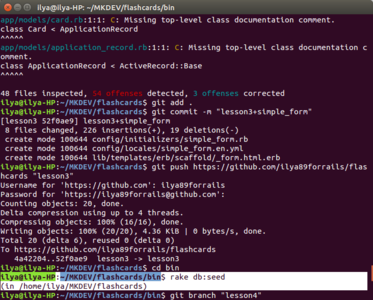 ilya@ilya-HP: ~/MKDEV/flashcards
app/models/card.rb:1:1: C: Missing top-level class documentation comment.
class Card < ApplicationRecord
^^^^^
app/models/application_record.rb:1:1: C: Missing top-level class documentation c
omment.
class ApplicationRecord < ActiveRecord::Base
^^^^^
48 files inspected, 54 offenses detected, 3 offenses corrected
ilya@ilya-HP:~/MKDEV/flashcards$ git add .
ilya@ilya-HP:~/MKDEV/flashcards$ git commit -m "lesson3+simple_form"
[lesson3 52f0ae9] lesson3+simple_form
8 files changed, 226 insertions(+), 19 deletions(-)
create mode 100644 config/initializers/simple_form.rb
create mode 100644 config/locales/simple_form.en.yml
create mode 100644 lib/templates/erb/scaffold/_form.html.erb
ilya@ilya-HP:~/MKDEV/flashcards$ git push https://github.com/ilya89forrails/flas
hcards "lesson3"
Username for 'https://github.com': ilya89forrails
Password for 'https://ilya89forrails@github.com':
Counting objects: 20, done.
Delta compression using up to 4 threads.
Compressing objects: 100% (16/16), done.
Writing objects: 100% (20/20), 4.36 KiB | 0 bytes/s, done.
Total 20 (delta 6), reused 0 (delta 0)
To https://github.com/ilya89forrails/flashcards
4a42204..52f0ae9 lesson3 -> lesson3
ilya@ilya-HP:~/MKDEV/flashcards$ cd bin
ilya@ilya-HP:~/MKDEV/flashcards/bin$ rake db:seed
(in /home/ilya/MKDEV/flashcards)
ilya@ilya-HP:~/MKDEV/flashcards/bin$ git branch "lesson4"